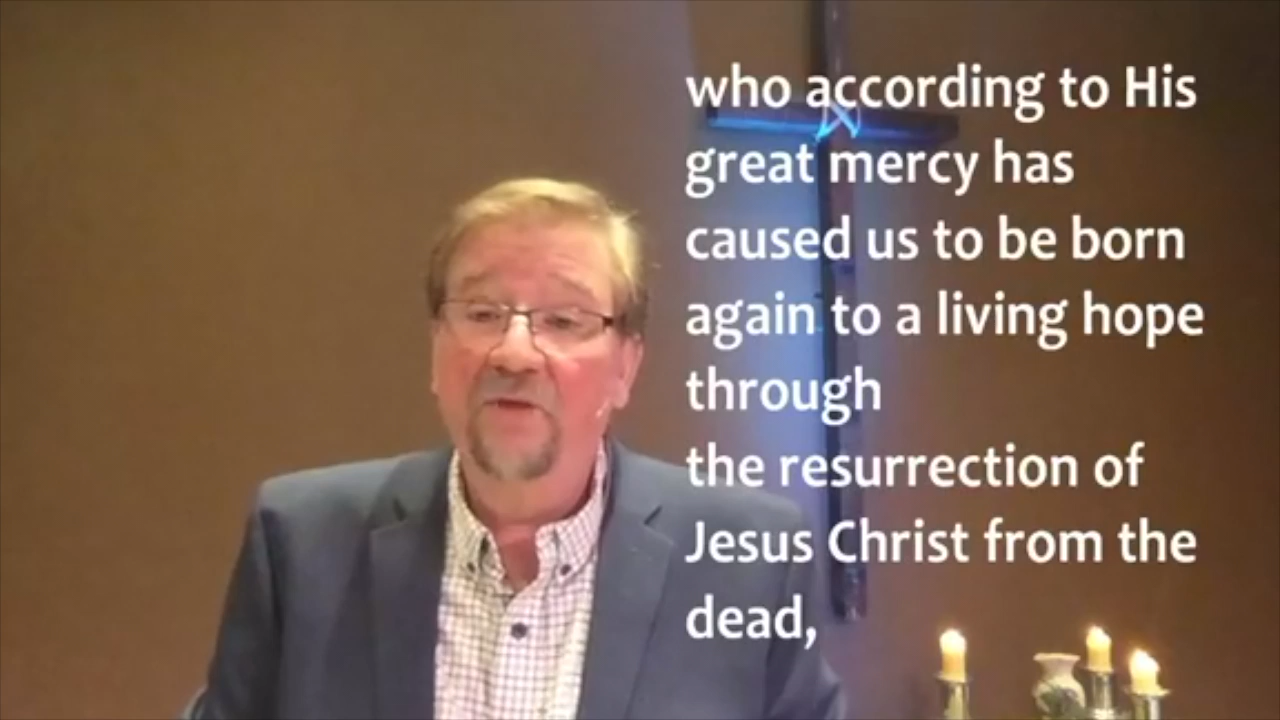 who according to His
great mercy has
caused us to be born
again to a living hope
through
the resurrection of
Jesus Christ from the
dead,